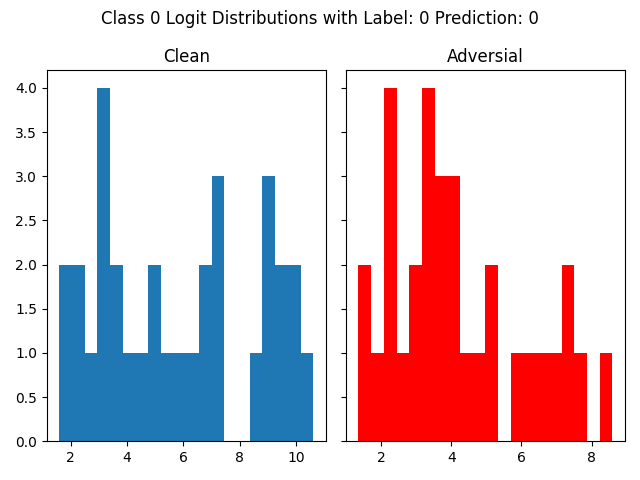 Class 0 Logit Distributions with Label: 0 Prediction: 0
Clean
Adversial
4.0
3.5
3.0
2.5
2.0
1.5
1.0
0.5
0.0
2 4 6 8 10
2 4 6 8